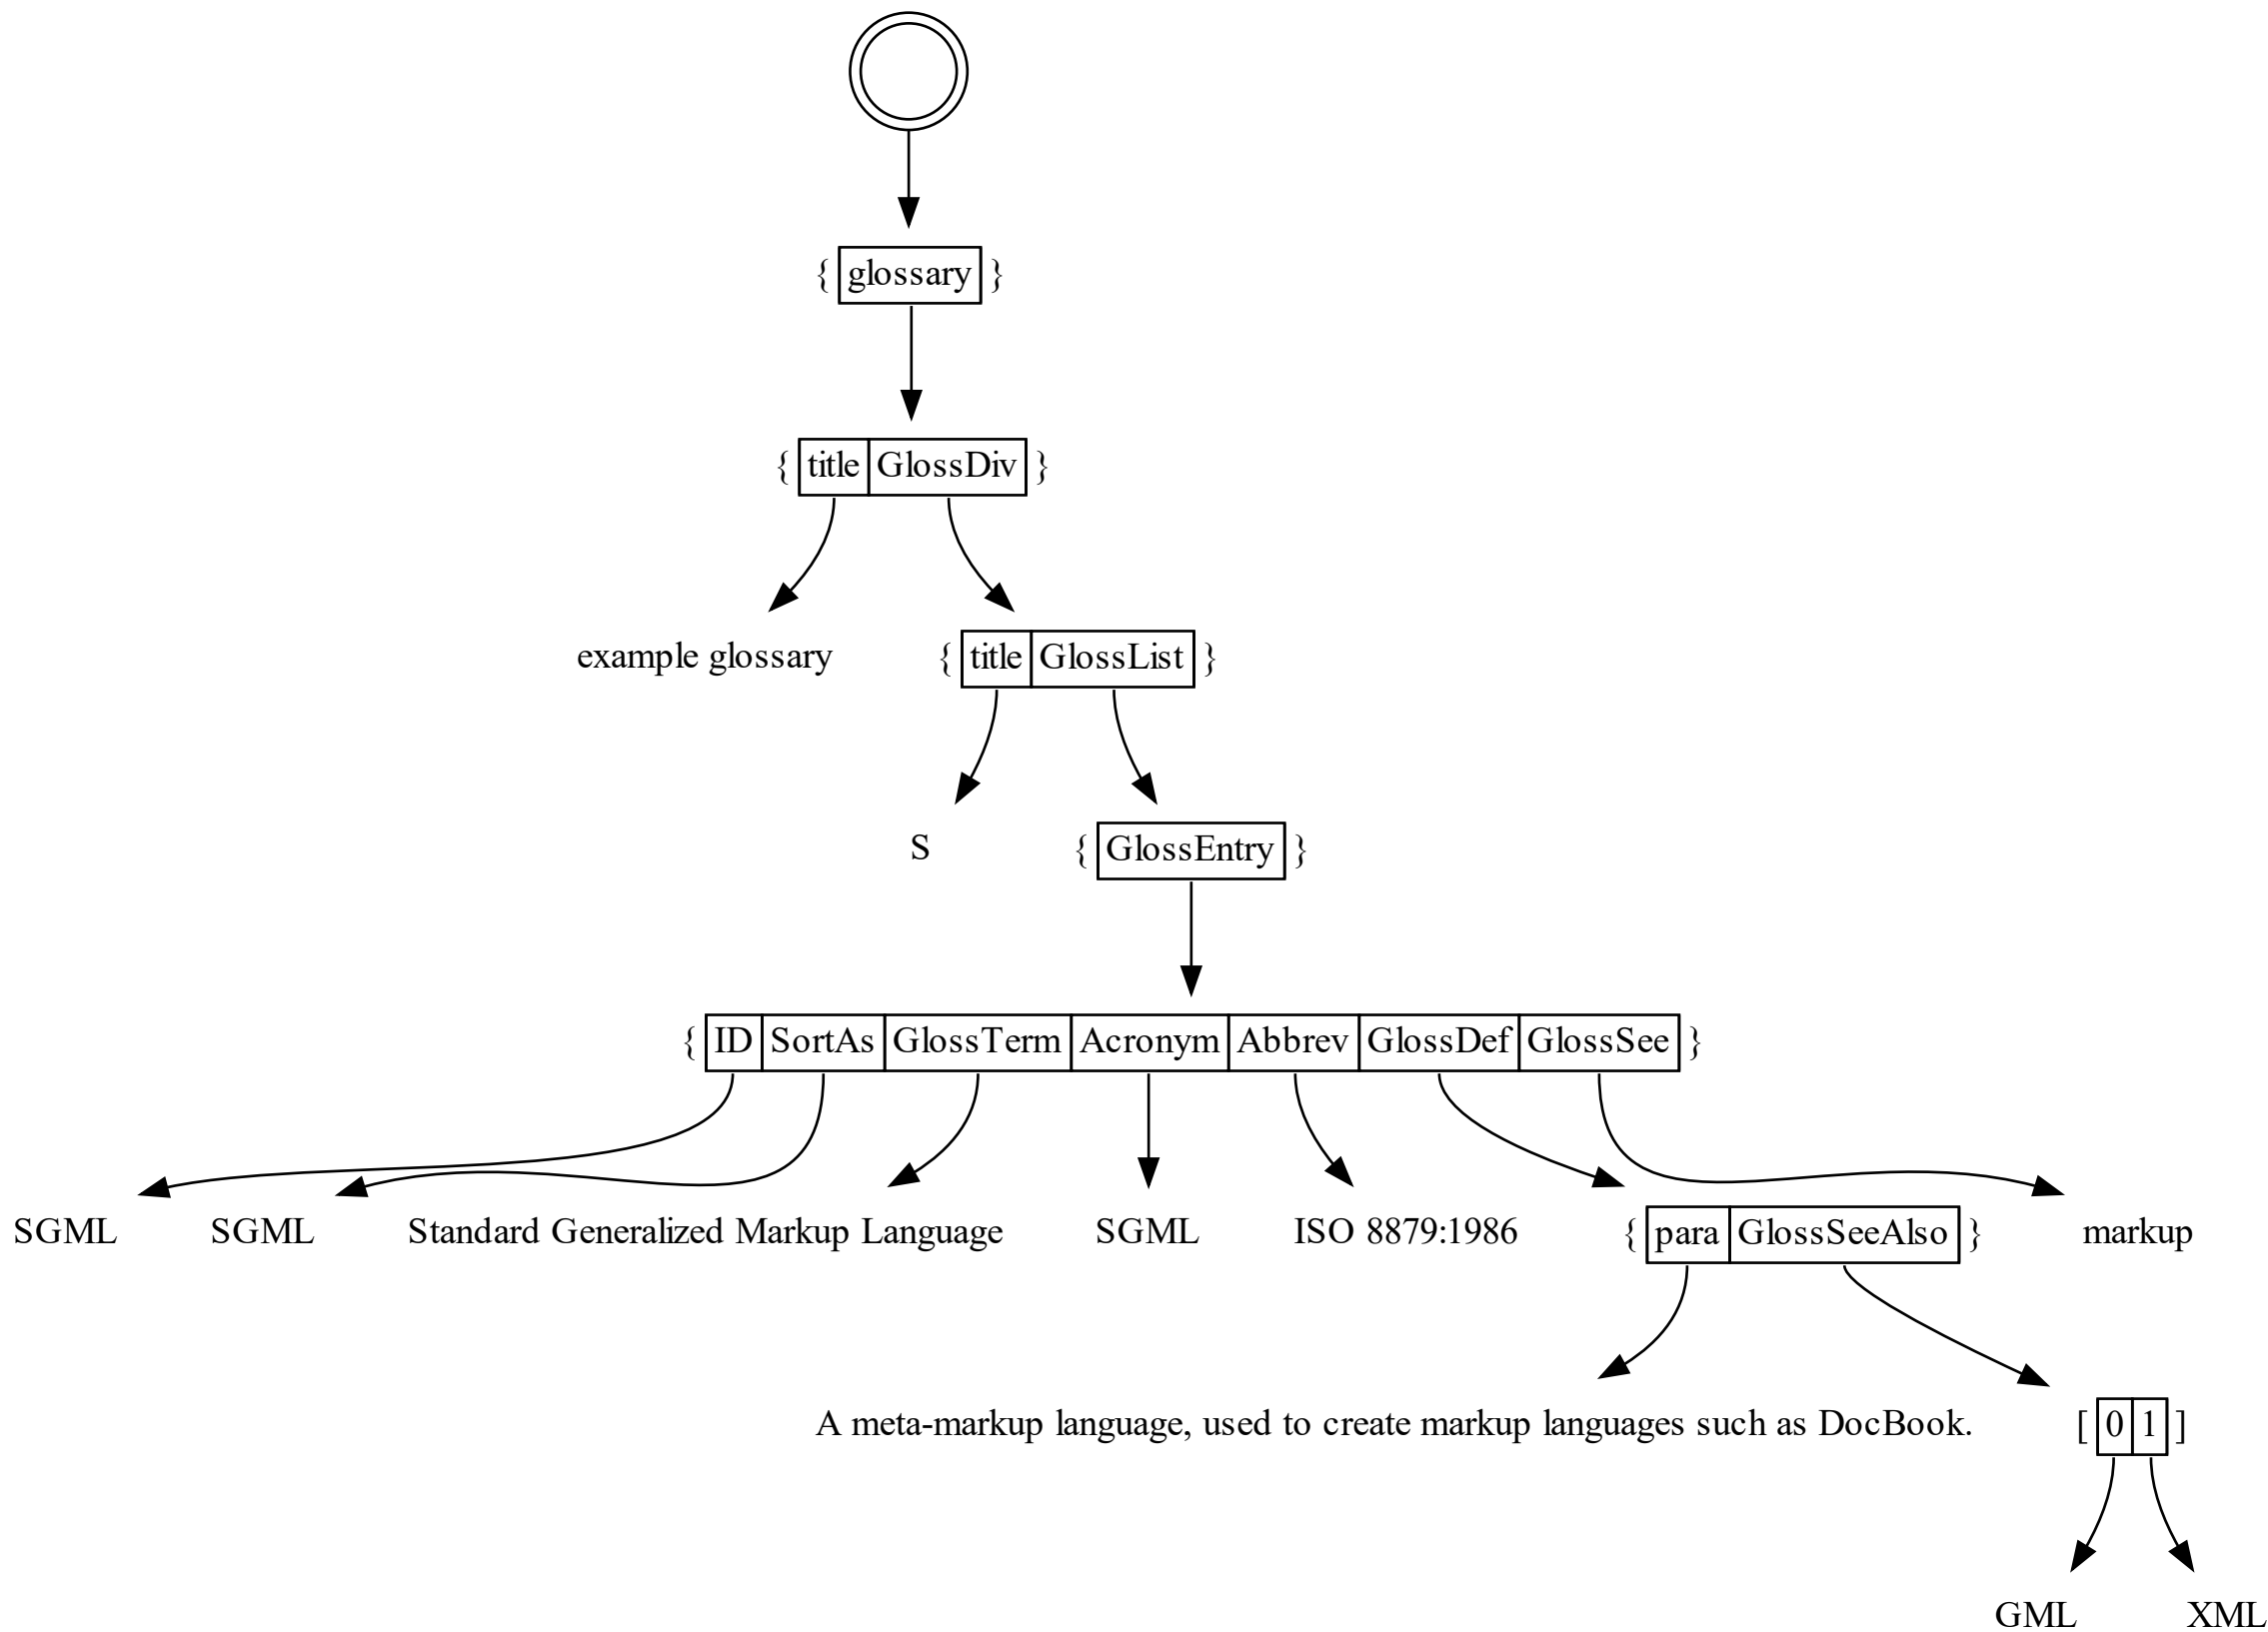 { glossary }
{ title GlossDiv }
example glossary { title GlossList }
S { GlossEntry }
{ ID SortAs GlossTerm Acronym Abbrev GlossDef GlossSee }
SGML SGML Standard Generalized Markup Language SGML ISO 8879:1986 { para GlossSeeAlso } markup
A meta-markup language, used to create markup languages such as DocBook. [ 0 1 ]
GML XML